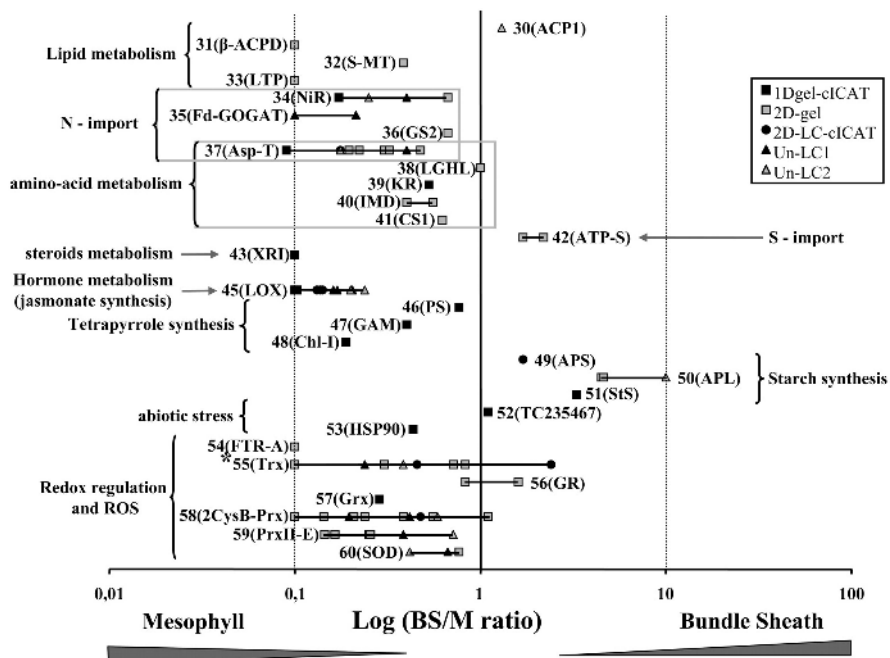 30(ACP1)
31(β-ACPD)
Lipid metabolism
32(S-MT)
33(LTP)
34(NiR)
35(Fd-GOGAT)
N - import
36(GS2)
37(Asp-T)
38(LGHL)
amino-acid metabolism
39(KR)
40(IMD)
41(CS1)
42(ATP-S)
S - import
steroids metabolism
43(XRI)
Hormone metabolism
(jasmonate synthesis)
45(LOX)
46(PS)
Tetrapyrrole synthesis
47(GAM)
48(Chl-I)
49(APS)
50(APL)
Starch synthesis
51(StS)
abiotic stress
52(TC235467)
53(HSP90)
54(FTR-A)
*
55(Trx)
56(GR)
Redox regulation
and ROS
57(Grx)
58(2CysB-Prx)
59(PrxII-E)
60(SOD)
1Dgel-cICAT
2D-gel
2D-LC-cICAT
Un-LC1
Un-LC2
0,01 0,1 1 10 100
Mesophyll Log (BS/M ratio) Bundle Sheath